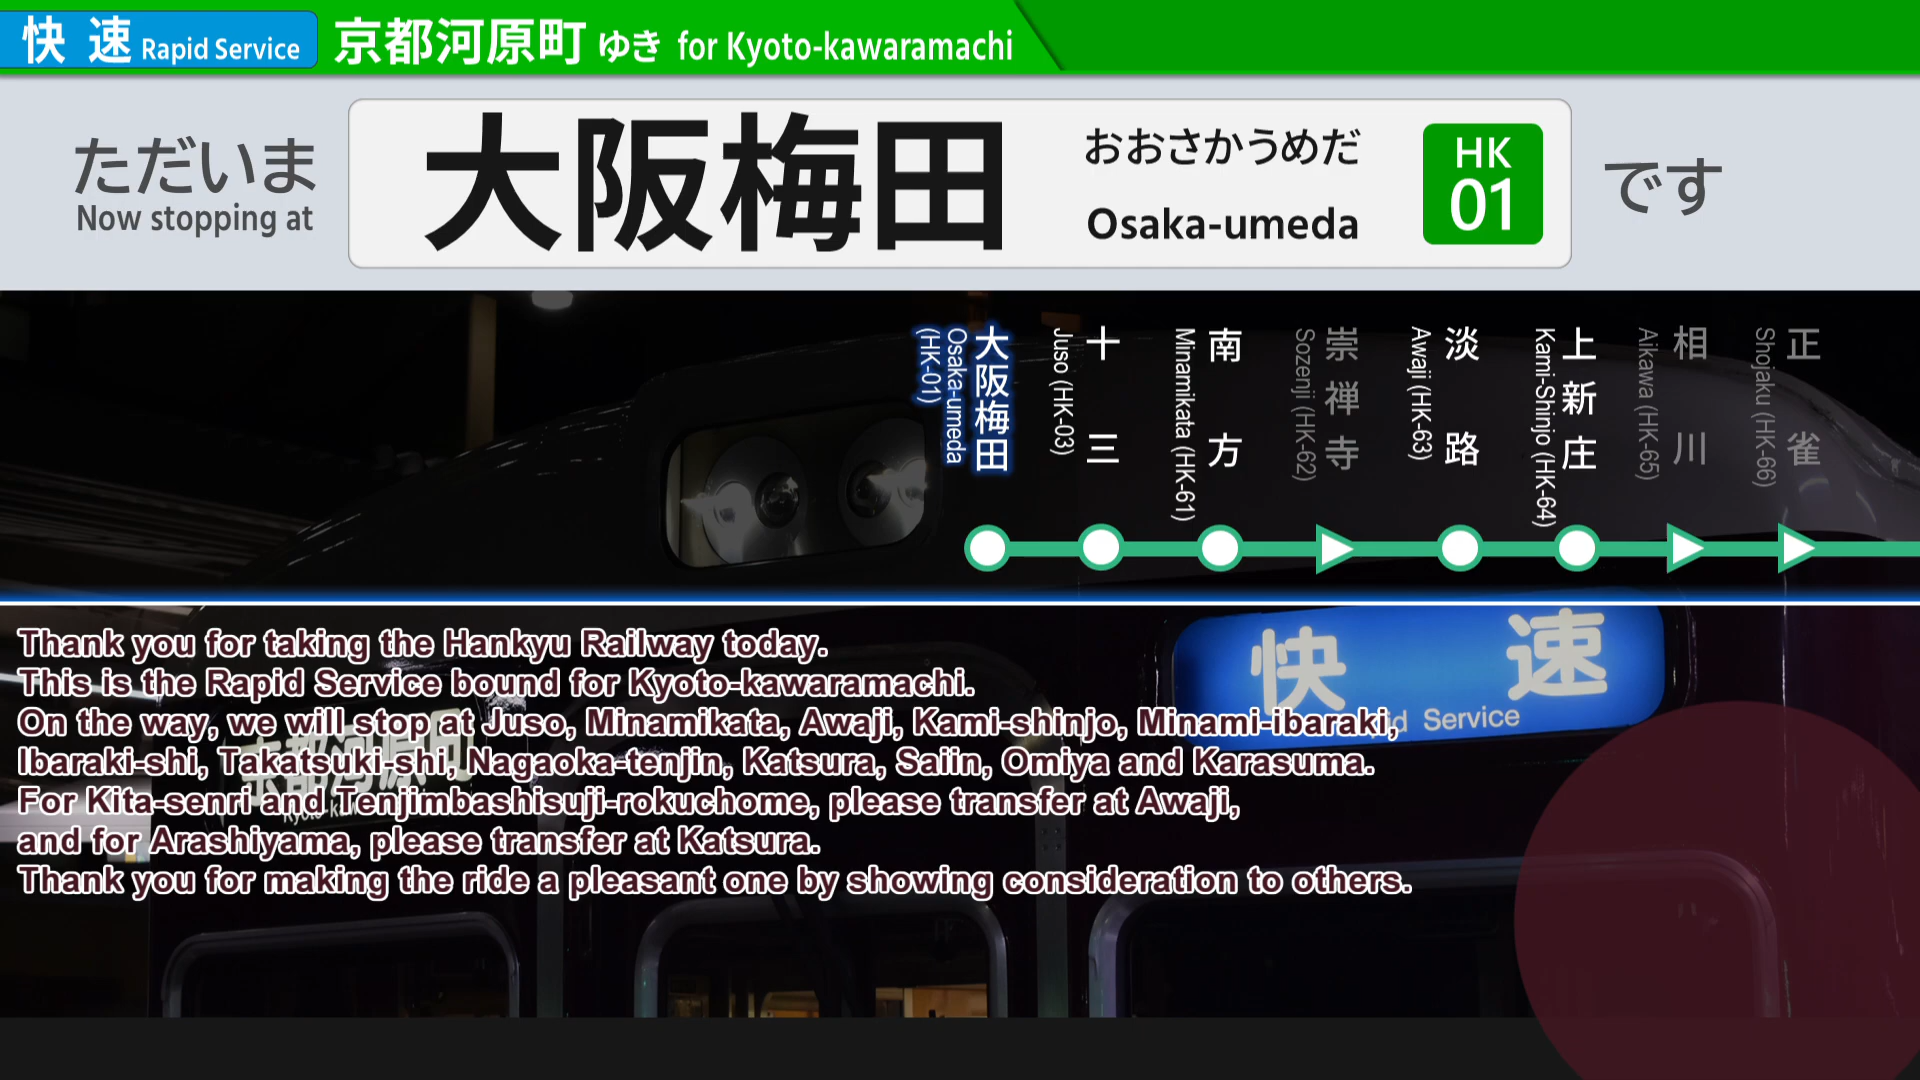 快速 Rapid Service 京都河原町 ゆき for Kyoto-kawaramachi
ただいま
Now stopping at
大阪梅田
おおさかうめだ
Osaka-umeda
HK
01
です
大阪梅田
Osaka-umeda
(HK-01)
十三
Juso (HK-03)
南方
Minamikata (HK-61)
崇禅寺
Sozenji (HK-62)
淡路
Awaji (HK-63)
上新庄
Kami-Shinjo (HK-64)
相川
Aikawa (HK-65)
正雀
Shojaku (HK-66)
快速
Service
京都河原町
Thank you for taking the Hankyu Railway today.
This is the Rapid Service bound for Kyoto-kawaramachi.
On the way, we will stop at Juso, Minamikata, Awaji, Kami-shinjo, Minami-ibaraki,
Ibaraki-shi, Takatsuki-shi, Nagaoka-tenjin, Katsura, Saiin, Omiya and Karasuma.
For Kita-senri and Tenjimbashisuji-rokuchome, please transfer at Awaji,
and for Arashiyama, please transfer at Katsura.
Thank you for making the ride a pleasant one by showing consideration to others.